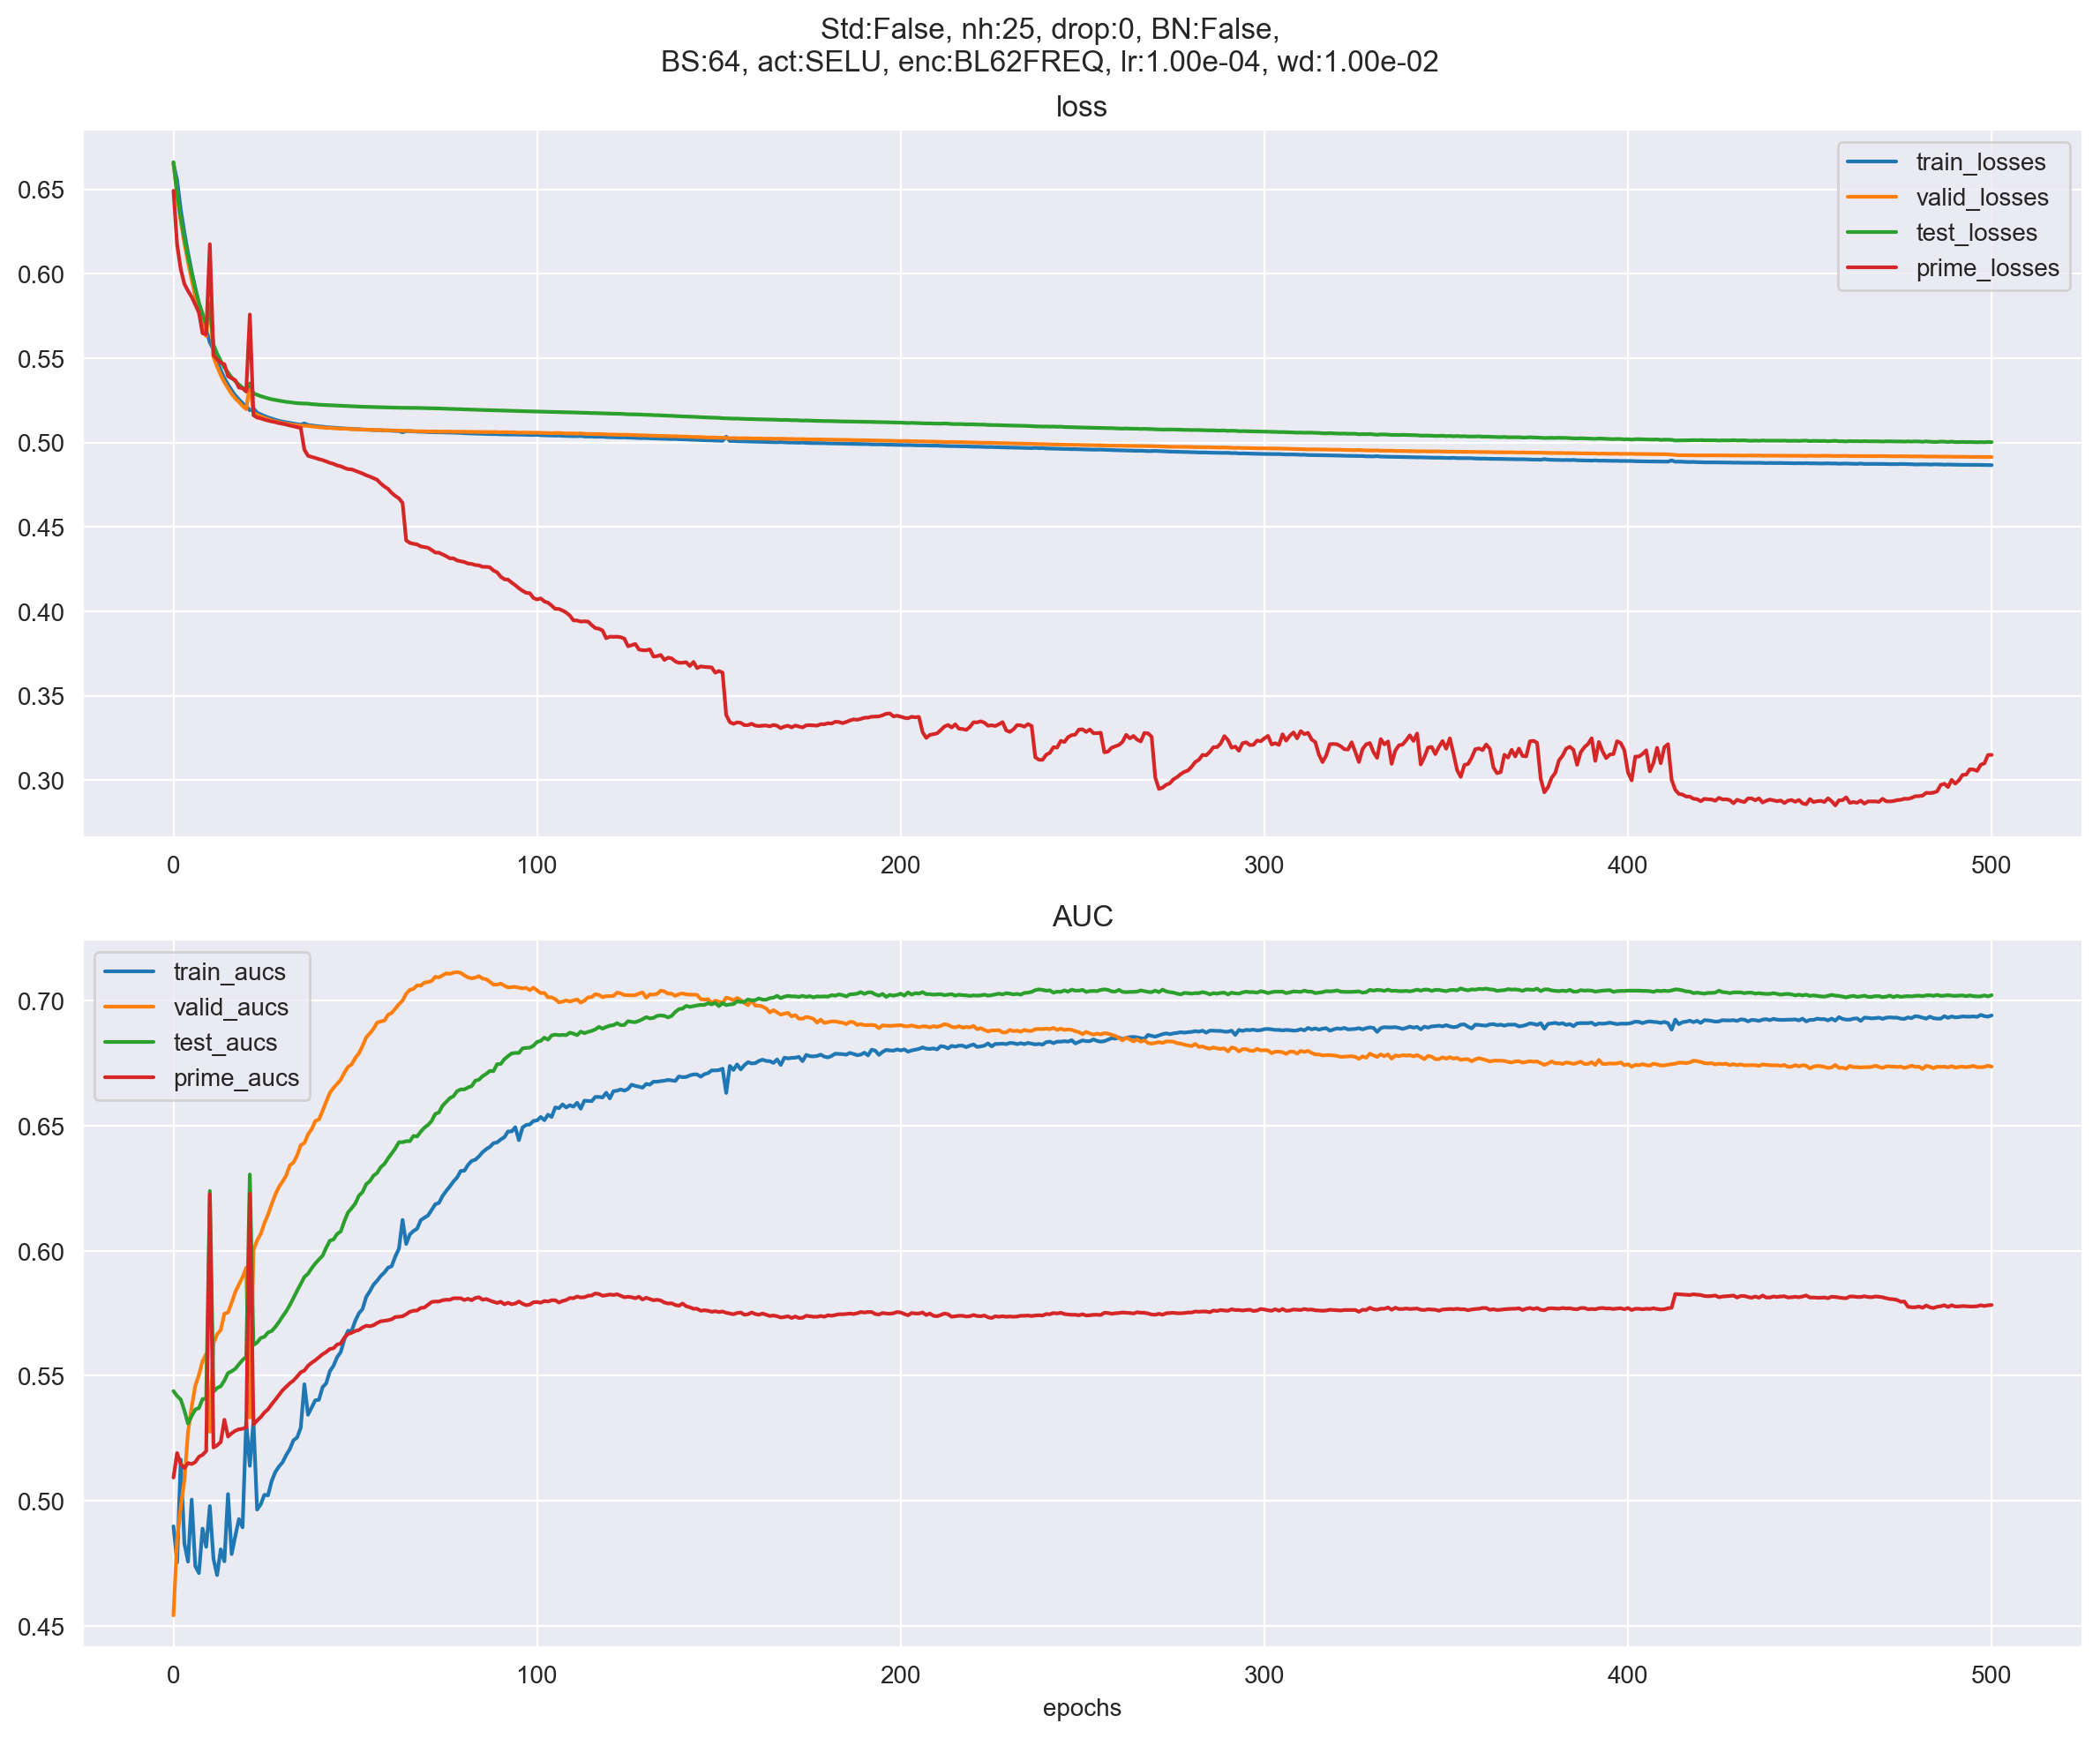 Std:False, nh:25, drop:0, BN:False,
BS:64, act:SELU, enc:BL62FREQ, lr:1.00e-04, wd:1.00e-02
loss
0.65
0.60
0.55
0.50
0.45
0.40
0.35
0.30
train_losses
valid_losses
test_losses
prime_losses
0 100 200 300 400 500
AUC
0.70
0.65
0.60
0.55
0.50
0.45
train_aucs
valid_aucs
test_aucs
prime_aucs
0 100 200 300 400 500
epochs